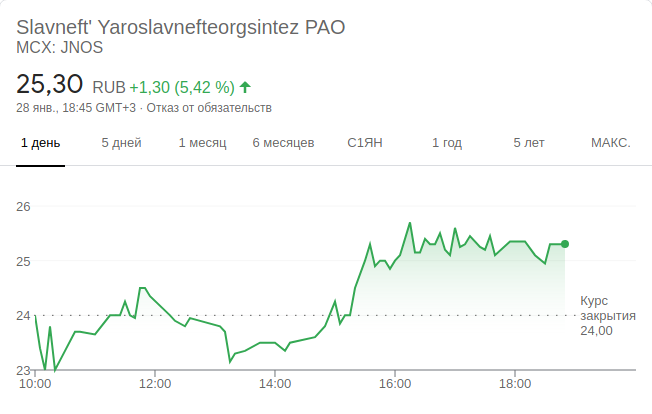 Slavneft' Yaroslavnefteorgsintez PAO
MCX: JNOS
25,30 RUB +1,30 (5,42 %)
28 янв., 18:45 GMT+3 · Отказ от обязательств
1 день 5 дней 1 месяц 6 месяцев С1ЯН 1 год 5 лет МАКС.
26
25
24
23
Курс
закрытия
24,00
10:00 12:00 14:00 16:00 18:00